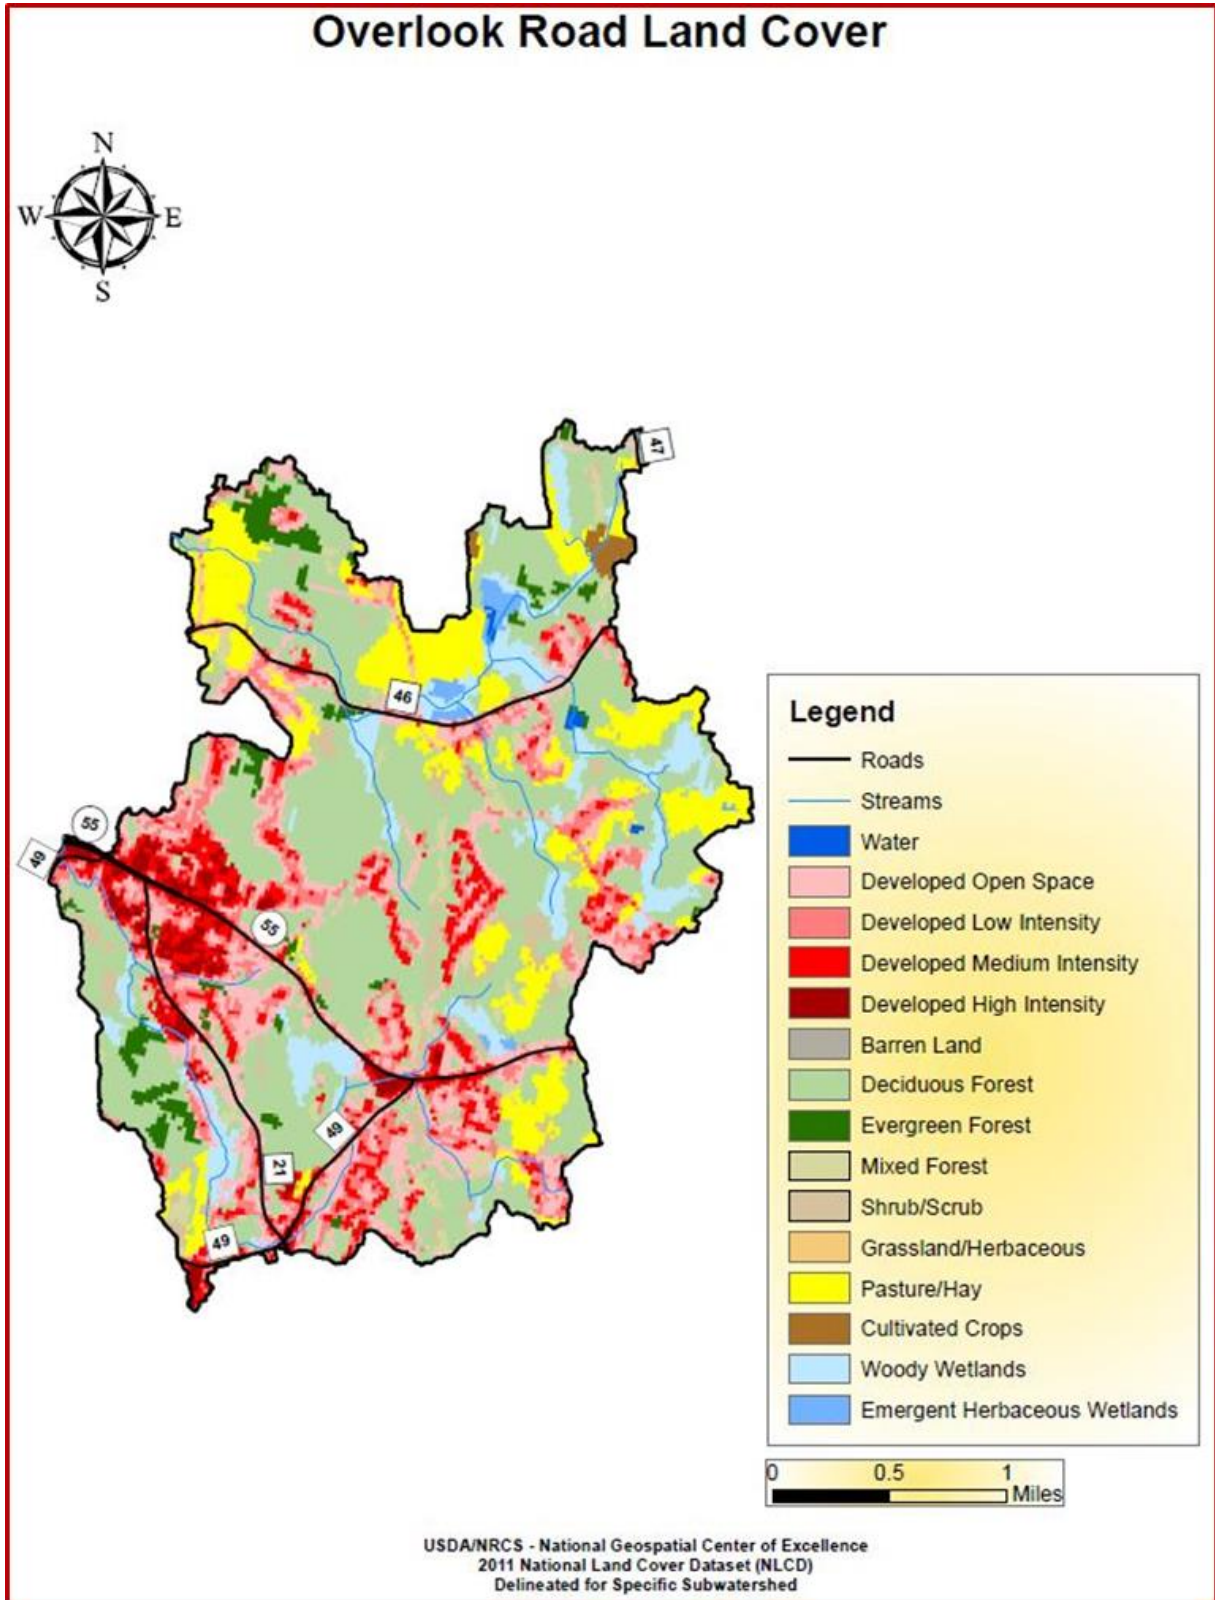 Overlook Road Land Cover
N
W
E
S
47
46
55
49
55
49
21
49
Legend
Roads
Streams
Water
Developed Open Space
Developed Low Intensity
Developed Medium Intensity
Developed High Intensity
Barren Land
Deciduous Forest
Evergreen Forest
Mixed Forest
Shrub/Scrub
Grassland/Herbaceous
Pasture/Hay
Cultivated Crops
Woody Wetlands
Emergent Herbaceous Wetlands
0 0.5 1
Miles
USDA/NRCS - National Geospatial Center of Excellence
2011 National Land Cover Dataset (NLCD)
Delineated for Specific Subwatershed